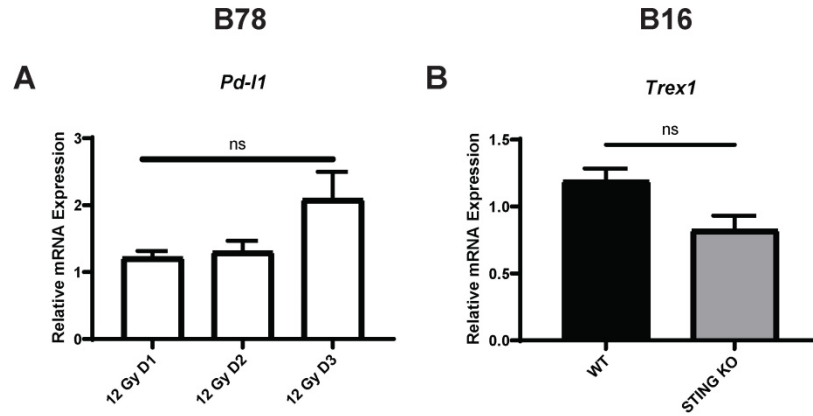 B78
B16
A
Pd-l1
B
Trex1
ns
ns
Relative mRNA Expression
3
2
1
0
12 Gy D1
12 Gy D2
12 Gy D3
Relative mRNA Expression
1.5
1.0
0.5
0.0
WT
STING KO